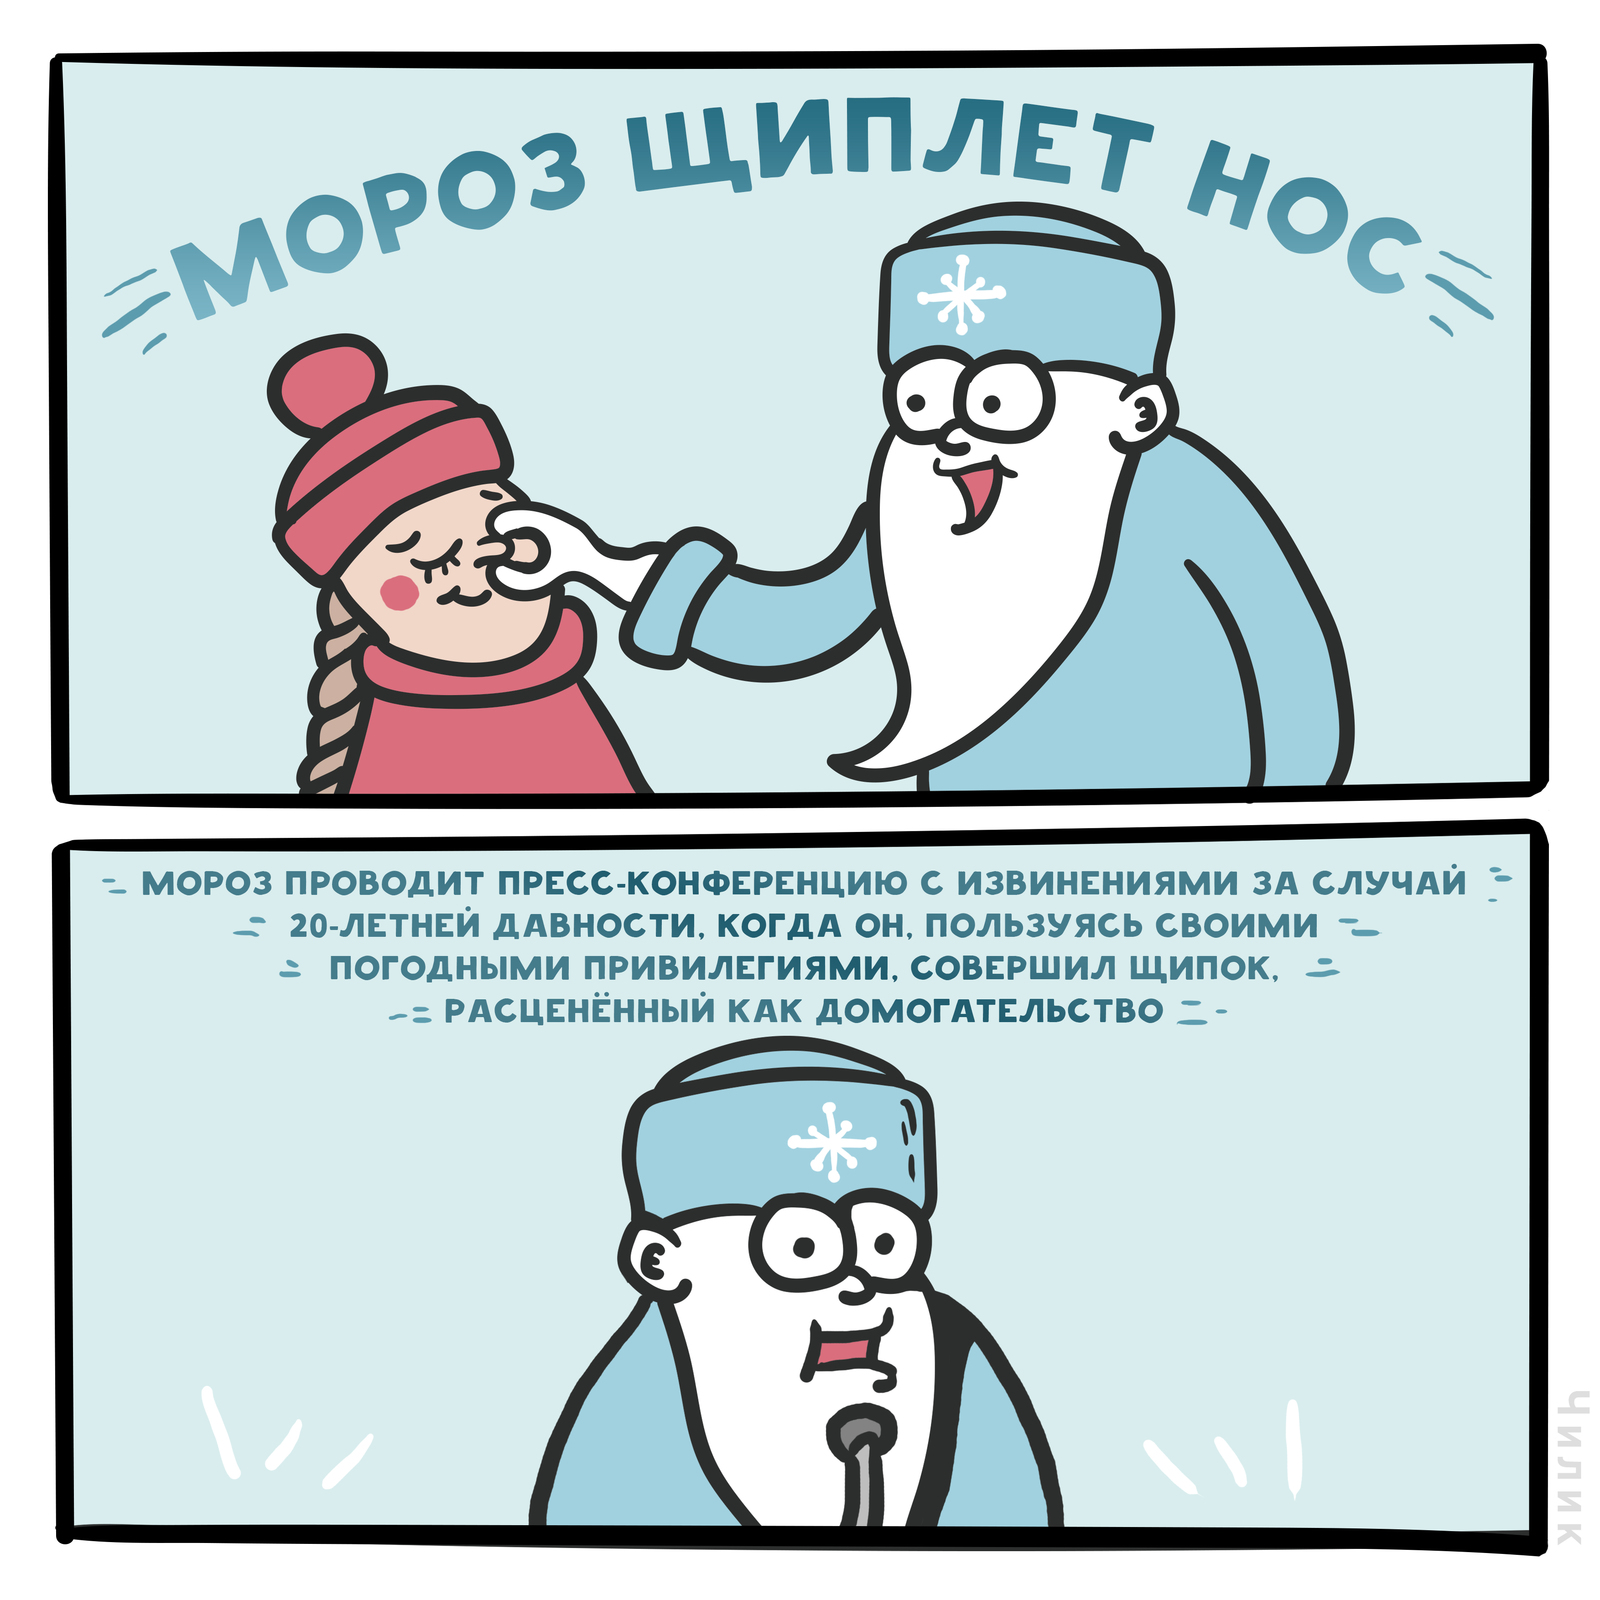 МОРОЗ ЩИПЛЕТ НОС
МОРОЗ ПРОВОДИТ ПРЕСС-КОНФЕРЕНЦИЮ С ИЗВИНЕНИЯМИ ЗА СЛУЧАЙ
20-ЛЕТНЕЙ ДАВНОСТИ, КОГДА ОН, ПОЛЬЗУЯСЬ СВОИМИ
ПОГОДНЫМИ ПРИВИЛЕГИЯМИ, СОВЕРШИЛ ЩИПОК,
РАСЦЕНЁННЫЙ КАК ДОМОГАТЕЛЬСТВО
ЧИЛИК